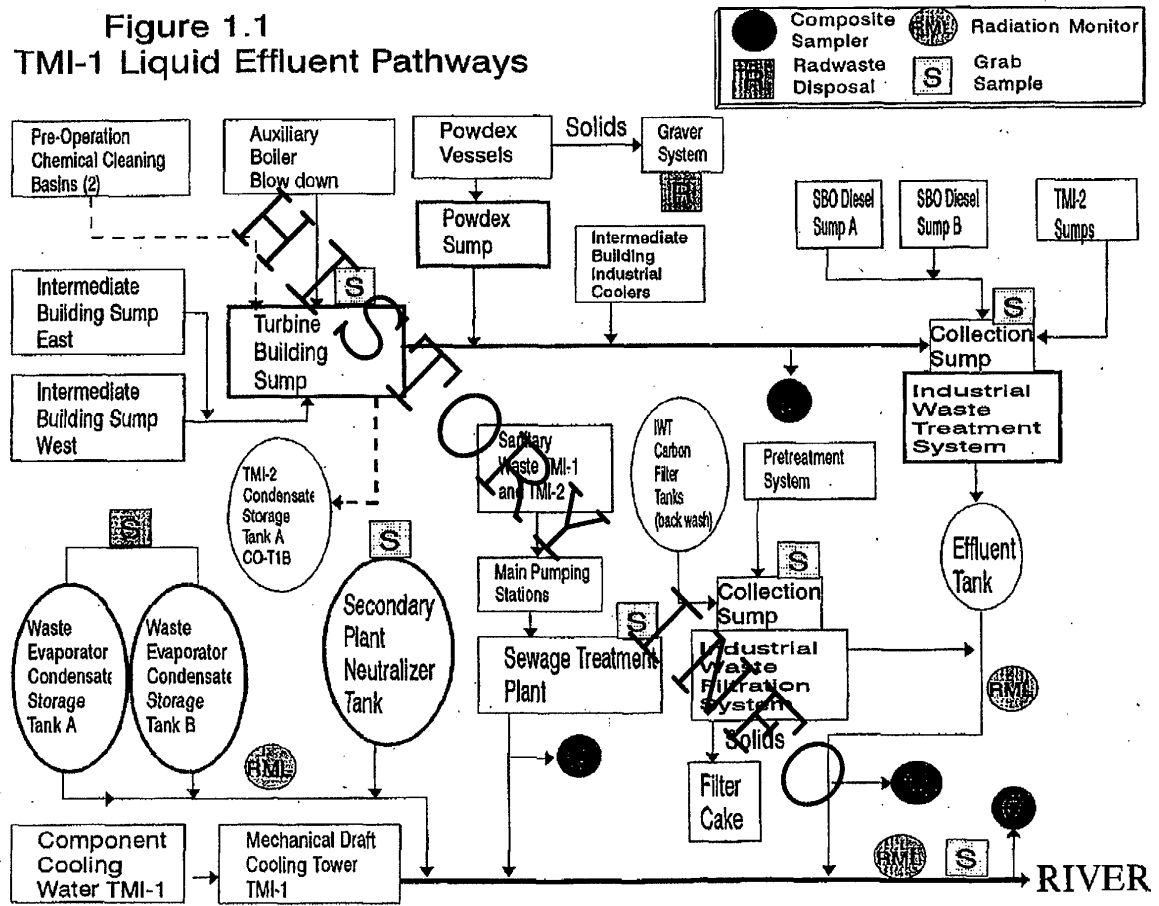 Figure 1.1
TMI-1 Liquid Effluent Pathways
Composite
Sampler
RML
Radiation Monitor
R
Radwaste
Disposal
S
Grab
Sample
Pre-Operation
Chemical Cleaning
Basins (2)
Auxiliary
Boiler
Blow down
Powdex
Vessels
Solids
Graver
System
R
Powdex
Sump
Intermediate
Building
Industrial
Coolers
SBO Diesel
Sump A
SBO Diesel
Sump B
TMI-2
Sumps
Intermediate
Building Sump
East
S
Turbine
Building
Sump
S
Collection
Sump
Industrial
Waste
Treatment
System
Intermediate
Building Sump
West
TMI-2
Condensate
Storage
Tank A
CO-T1B
Sanitary
Waste TMI-1
and TMI-2
IWT
Carbon
Filter
Tanks
(back wash)
Pretreatment
System
S
S
Main Pumping
Stations
S
S
Collection
Sump
Effluent
Tank
Waste
Evaporator
Condensate
Storage
Tank A
Waste
Evaporator
Condensate
Storage
Tank B
Secondary
Plant
Neutralizer
Tank
Sewage Treatment
Plant
Industrial
Waste
Filtration
System
RML
Solids
RML
Filter
Cake
Component
Cooling
Water TMI-1
Mechanical Draft
Cooling Tower
TMI-1
RML
S
RIVER
HISTORY INFO